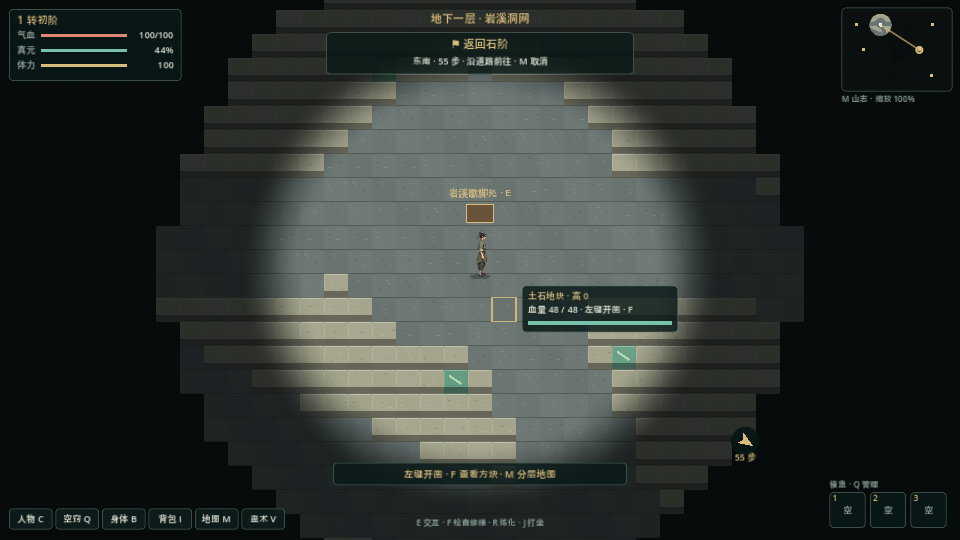 1 转初阶
气血 100/100
真元 44%
体力 100
地下一层 · 岩溪洞网
⚑ 返回石阶
东南 · 55 步 · 沿道路前往 · M 取消
M 山志 · 缩放 100%
岩溪歇脚处 · E
土石地块 · 高 0
血量 48 / 48 · 左键开凿 · F
55 步
左键开凿 · F 查看方块 · M 分层地图
人物 C
空窍 Q
身体 B
背包 I
地图 M
蛊术 V
E 交互 · F 检查修缮 · R 炼化 · J 打坐
催蛊 · Q 管理
1 空
2 空
3 空